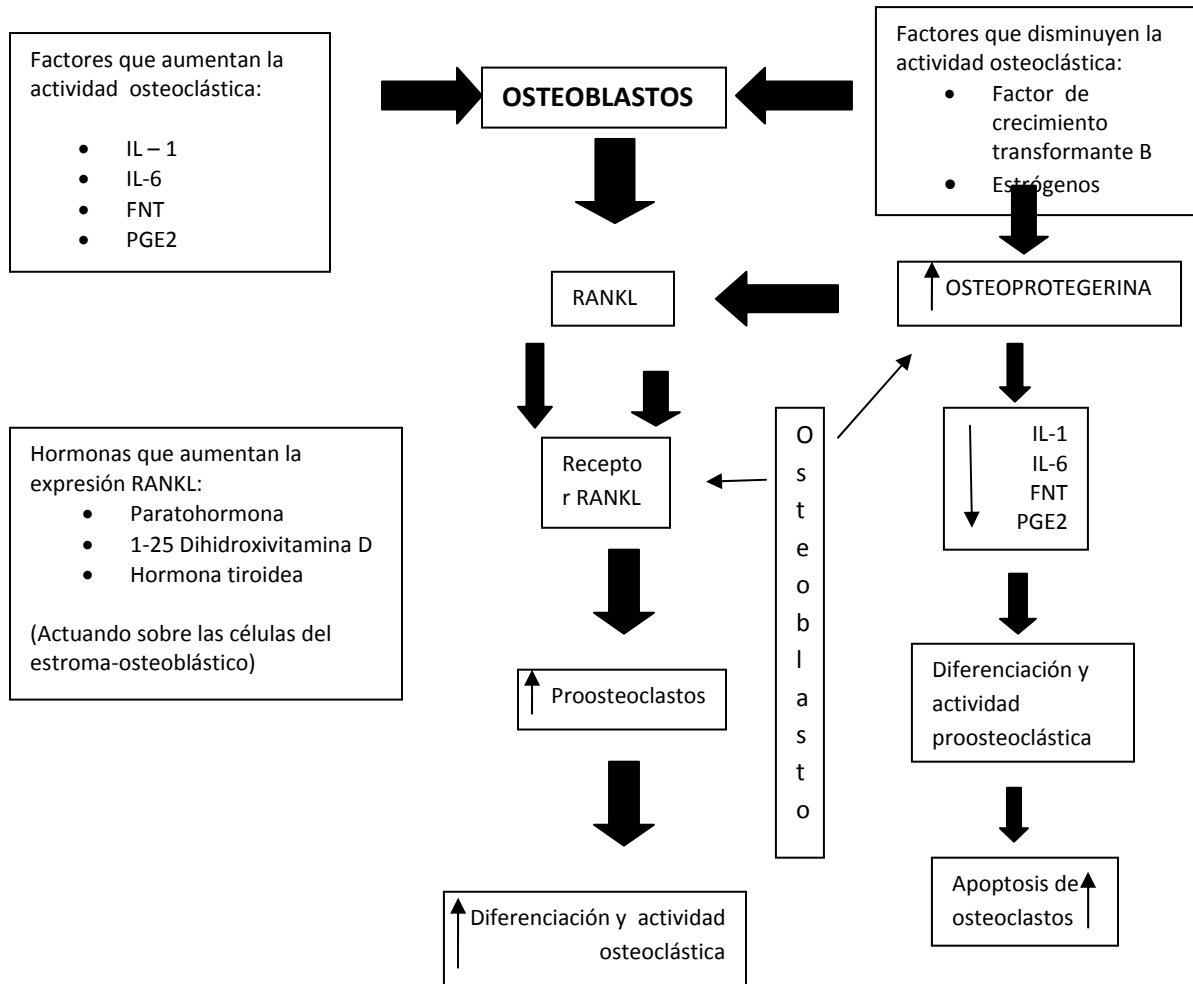 Factores que aumentan la
actividad osteoclástica:
• IL – 1
• IL-6
• FNT
• PGE2
OSTEOBLASTOS
Factores que disminuyen la
actividad osteoclástica:
• Factor de
crecimiento
transformante B
• Estrógenos
RANKL
OSTEOPROTEGERINA
Hormonas que aumentan la
expresión RANKL:
• Paratohormona
• 1-25 Dihidroxivitamina D
• Hormona tiroidea
(Actuando sobre las células del
estroma-osteoblástico)
Recepto
r RANKL
O
s
t
e
o
b
l
a
s
t
o
IL-1
IL-6
FNT
PGE2
Proosteoclastos
Diferenciación y
actividad
proosteoclástica
Diferenciación y actividad
osteoclástica
Apoptosis de
osteoclastos